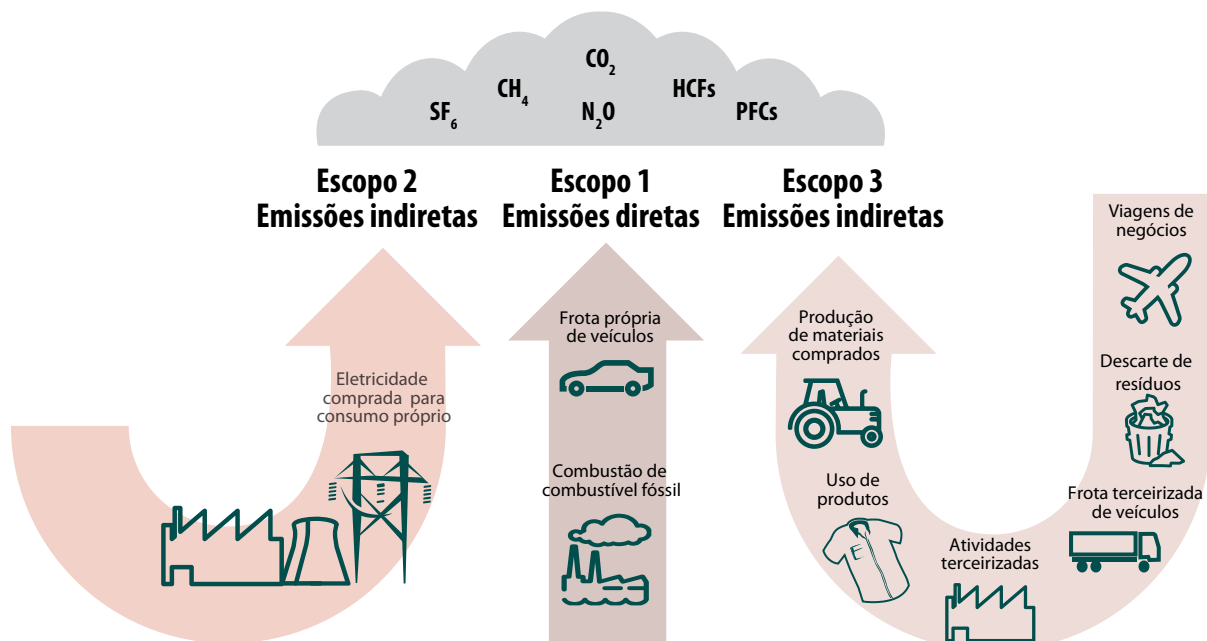 CO₂
CH₄
HCFs
SF₆
N₂O
PFCs
Escopo 2
Emissões indiretas
Eletricidade
comprada para
consumo próprio
Escopo 1
Emissões diretas
Frota própria
de veículos
Combustão de
combustível fóssil
Escopo 3
Emissões indiretas
Produção
de materiais
comprados
Uso de
produtos
E
Atividades
terceirizadas
Viagens de
negócios
Descarte de
resíduos
Frota terceirizada
de veículos